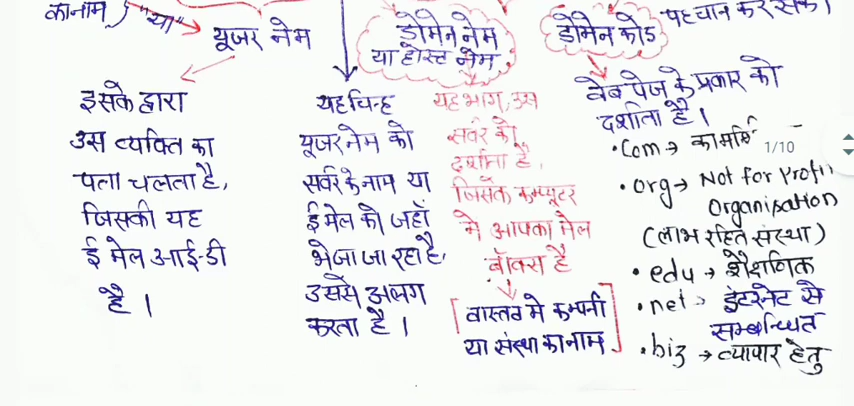 का नाम "या"
यूजर नेम
डोमेन नेम
या होस्ट नेम
डोमेन कोड
पहचान कर सके।
इसके द्वारा
उस व्यक्ति का
पता चलता है,
जिसकी यह
ई मेल आई-डी
है।
यह चिन्ह
यूजर नेम को
सर्वर के नाम या
ई मेल को जहाँ
भेजा जा रहा है,
उससे अलग
करता है।
यह भाग, उस
सर्वर को
दर्शाता है,
जिसके कम्प्यूटर
मे आपका मेल
बॉक्स है
[वास्तव मे कम्पनी
या संस्था का नाम]
वेब पेज के प्रकार को
दर्शाता है।
• Com →
1/10
• org → Not for Profit
Organisation
(लाभ रहित संस्था)
• edu → शैक्षणिक
• net → इंटरनेट से
सम्बन्धित
• biz → व्यापार हेतु